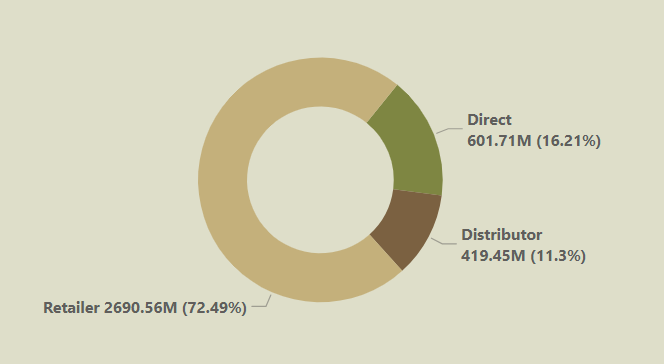 Direct
601.71M (16.21%)
Distributor
419.45M (11.3%)
Retailer 2690.56M (72.49%)